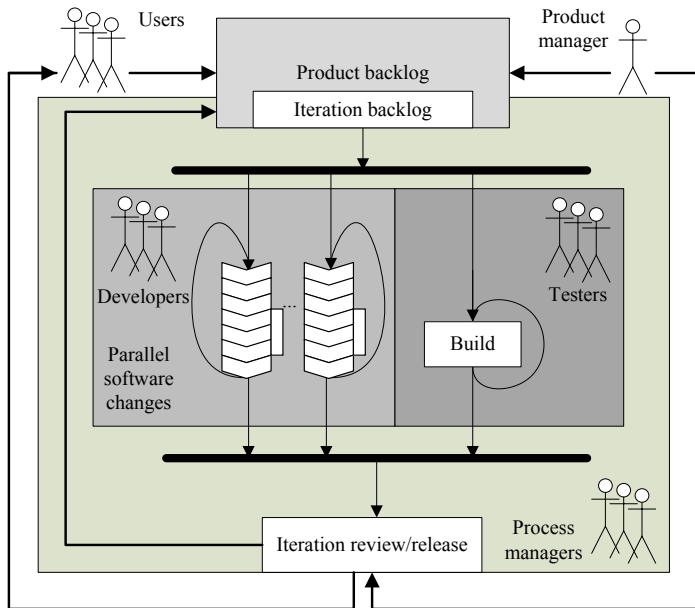 Users
Product
manager
Product backlog
Iteration backlog
Developers
...
Testers
Build
Parallel
software
changes
Iteration review/release
Process
managers